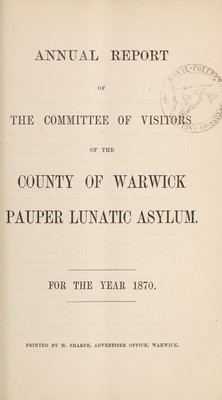 ANNUAL REPORT
OF
THE COMMITTEE OF VISITORS
OF THE
COUNTY OF WARWICK
PAUPER LUNATIC ASYLUM.
FOR THE YEAR 1870.
PRINTED BY H. SHARPE, ADVERTISER OFFICE, WARWICK.